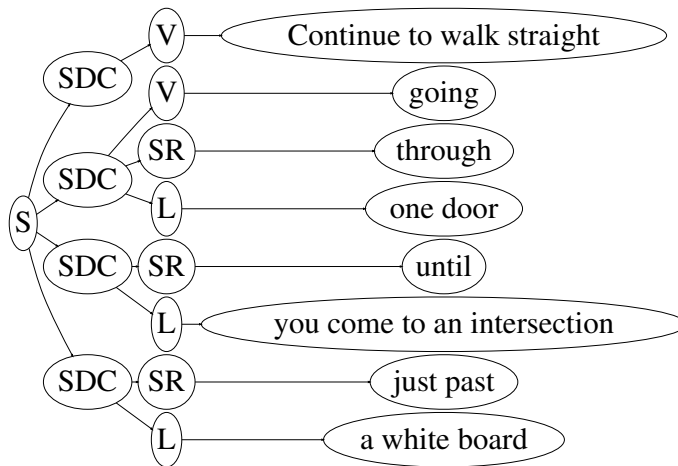 V Continue to walk straight
SDC
V going
SDC SR through
L one door
S
SDC SR until
L you come to an intersection
SDC SR just past
L a white board